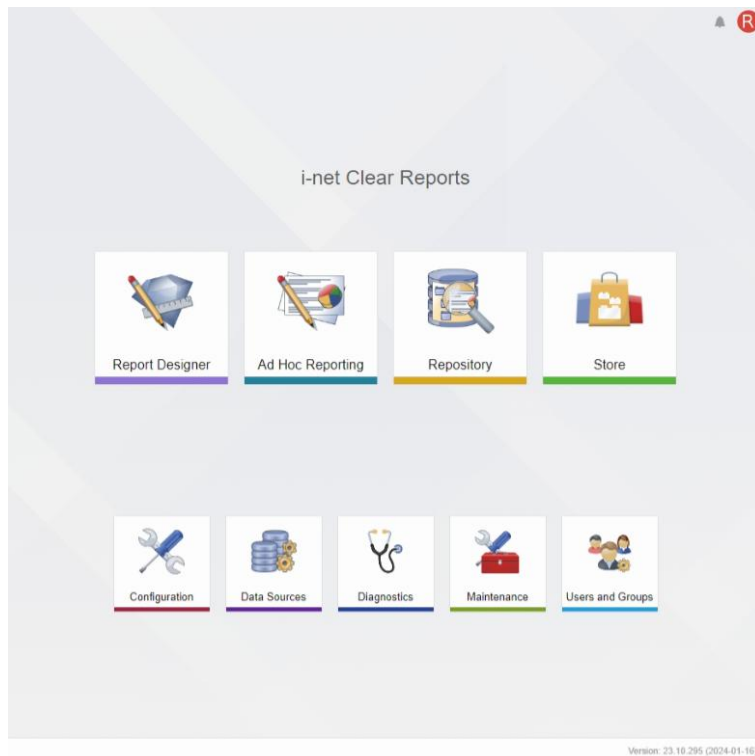 R
i-net Clear Reports
Report Designer
Ad Hoc Reporting
Repository
Store
Configuration
Data Sources
Diagnostics
Maintenance
Users and Groups
Version: 23.10.295 (2024-01-16)